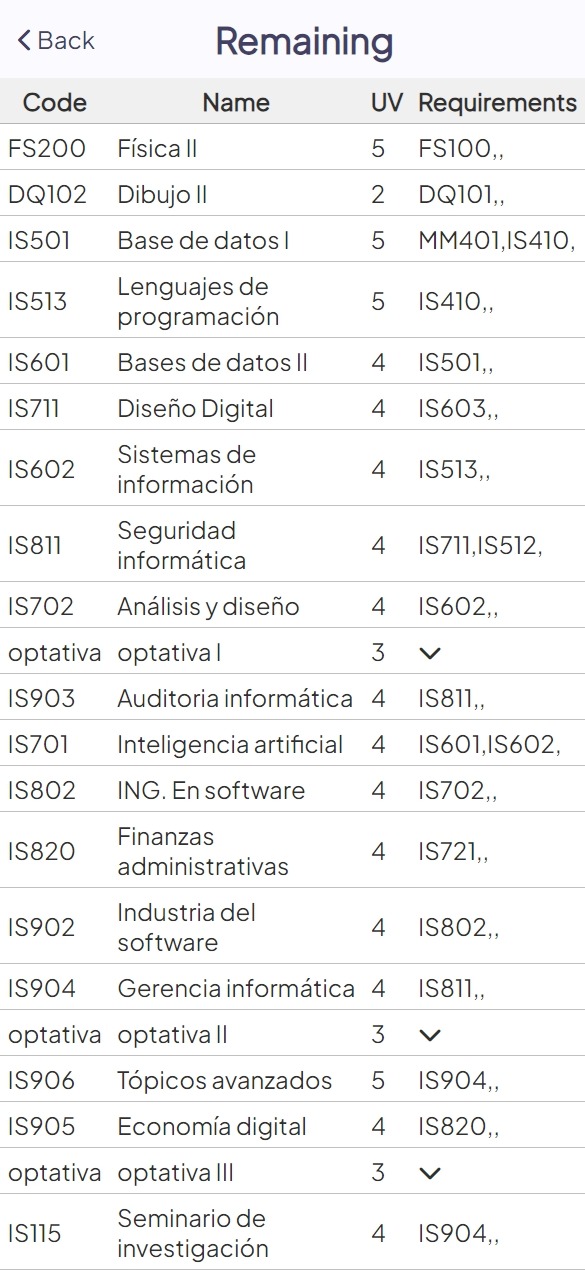 Back
Remaining
Code Name UV Requirements
FS200 Física II 5 FS100,,
DQ102 Dibujo II 2 DQ101,,
IS501 Base de datos I 5 MM401,IS410,
IS513 Lenguajes de programación 5 IS410,,
IS601 Bases de datos II 4 IS501,,
IS711 Diseño Digital 4 IS603,,
IS602 Sistemas de información 4 IS513,,
IS811 Seguridad informática 4 IS711,IS512,
IS702 Análisis y diseño 4 IS602,,
optativa optativa I 3
IS903 Auditoria informática 4 IS811,,
IS701 Inteligencia artificial 4 IS601,IS602,
IS802 ING. En software 4 IS702,,
IS820 Finanzas administrativas 4 IS721,,
IS902 Industria del software 4 IS802,,
IS904 Gerencia informática 4 IS811,,
optativa optativa II 3
IS906 Tópicos avanzados 5 IS904,,
IS905 Economía digital 4 IS820,,
optativa optativa III 3
IS115 Seminario de investigación 4 IS904,,